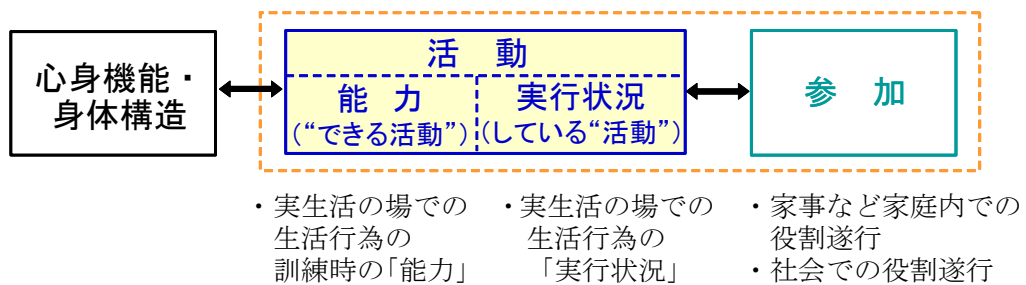 心身機能・
身体構造
活 動
能 力
(“できる活動”)
実行状況
(している“活動”)
参 加
・実生活の場での
生活行為の
訓練時の「能力」
・実生活の場での
生活行為の
「実行状況」
・家事など家庭内での
役割遂行
・社会での役割遂行